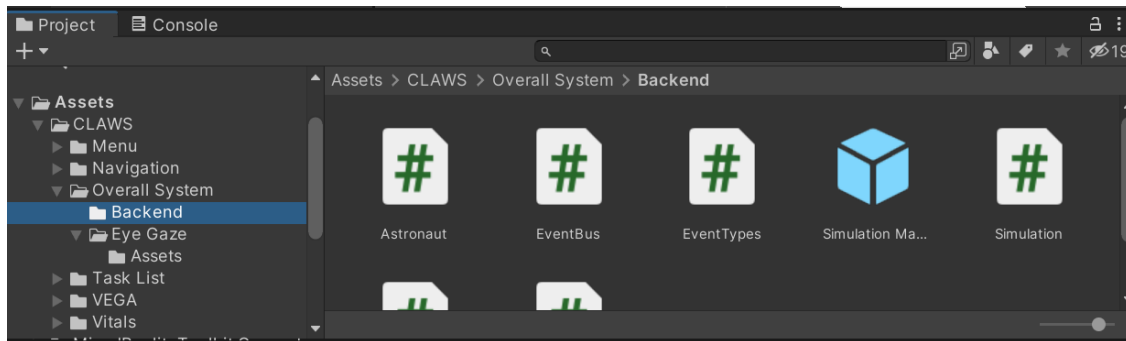 Project
Console
19
Assets > CLAWS > Overall System > Backend
Assets
CLAWS
Menu
Navigation
Overall System
Backend
Eye Gaze
Assets
Task List
VEGA
Vitals
Astronaut
EventBus
EventTypes
Simulation Ma...
Simulation